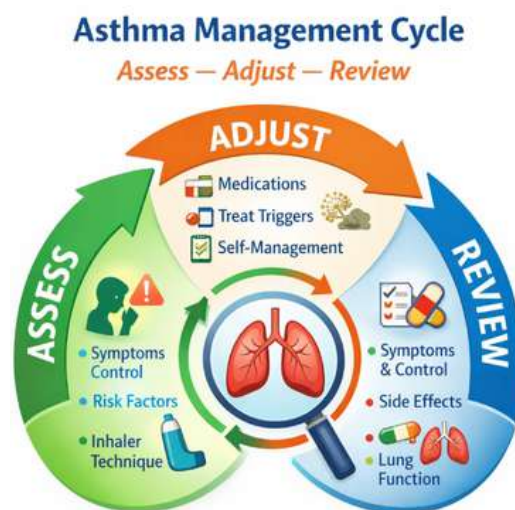 Asthma Management Cycle
Assess — Adjust — Review
ASSESS
Symptoms
Control
Risk Factors
Inhaler
Technique
ADJUST
Medications
Treat Triggers
Self-Management
REVIEW
Symptoms
& Control
Side Effects
Lung
Function